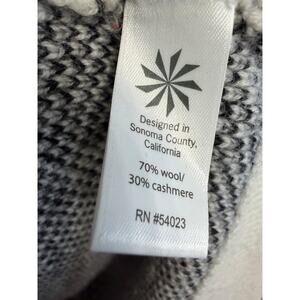 Designed in
Sonoma County,
California
70% wool/
30% cashmere
RN #54023